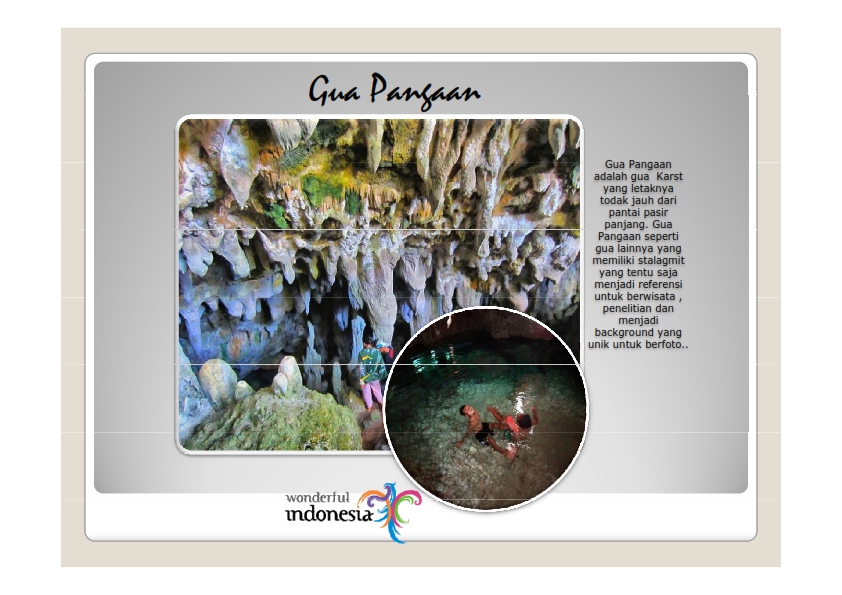 Gua Pangaan
Gua Pangaan
adalah gua  Karst
yang letaknya
todak jauh dari
pantai pasir
panjang. Gua
Pangaan seperti
gua lainnya yang
memiliki stalagmit
yang tentu saja
menjadi referensi
untuk berwisata ,
penelitian dan
menjadi
background yang
unik untuk berfoto..
wonderful
indonesia